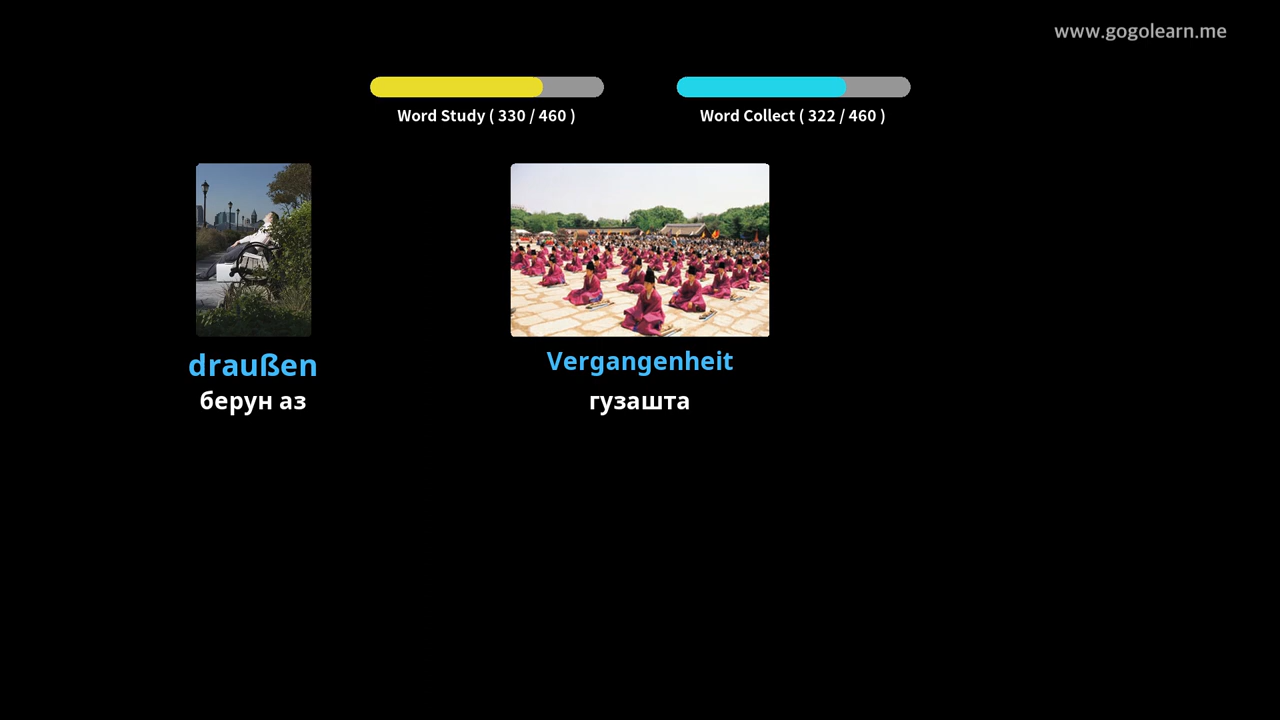 www.gogolearn.me
Word Study ( 330 / 460 )
Word Collect ( 322 / 460 )
draußen
берун аз
Vergangenheit
гузашта